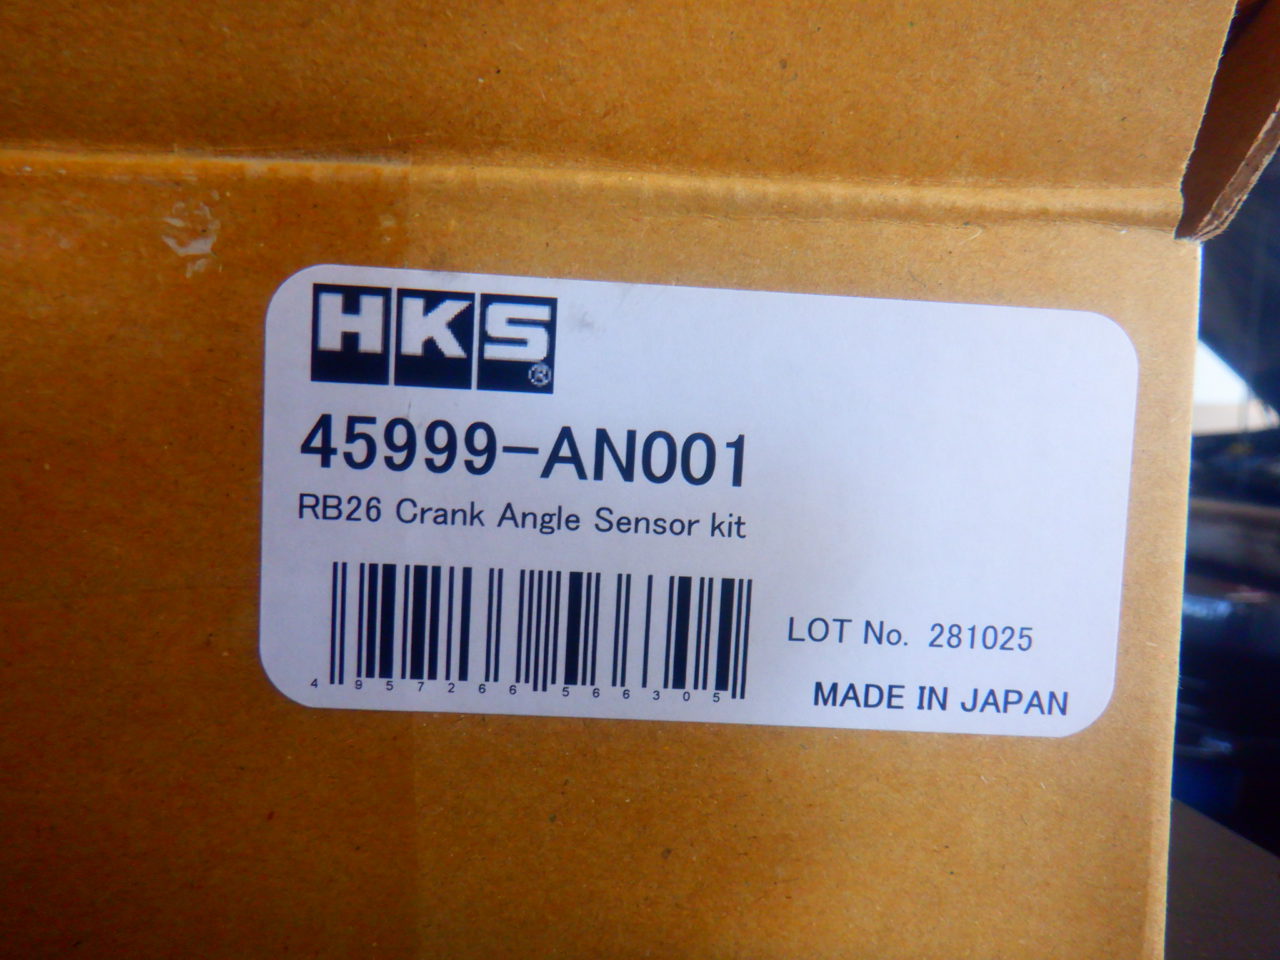 HKS®
45999-AN001
RB26 Crank Angle Sensor kit
4957266566305
LOT No. 281025
MADE IN JAPAN